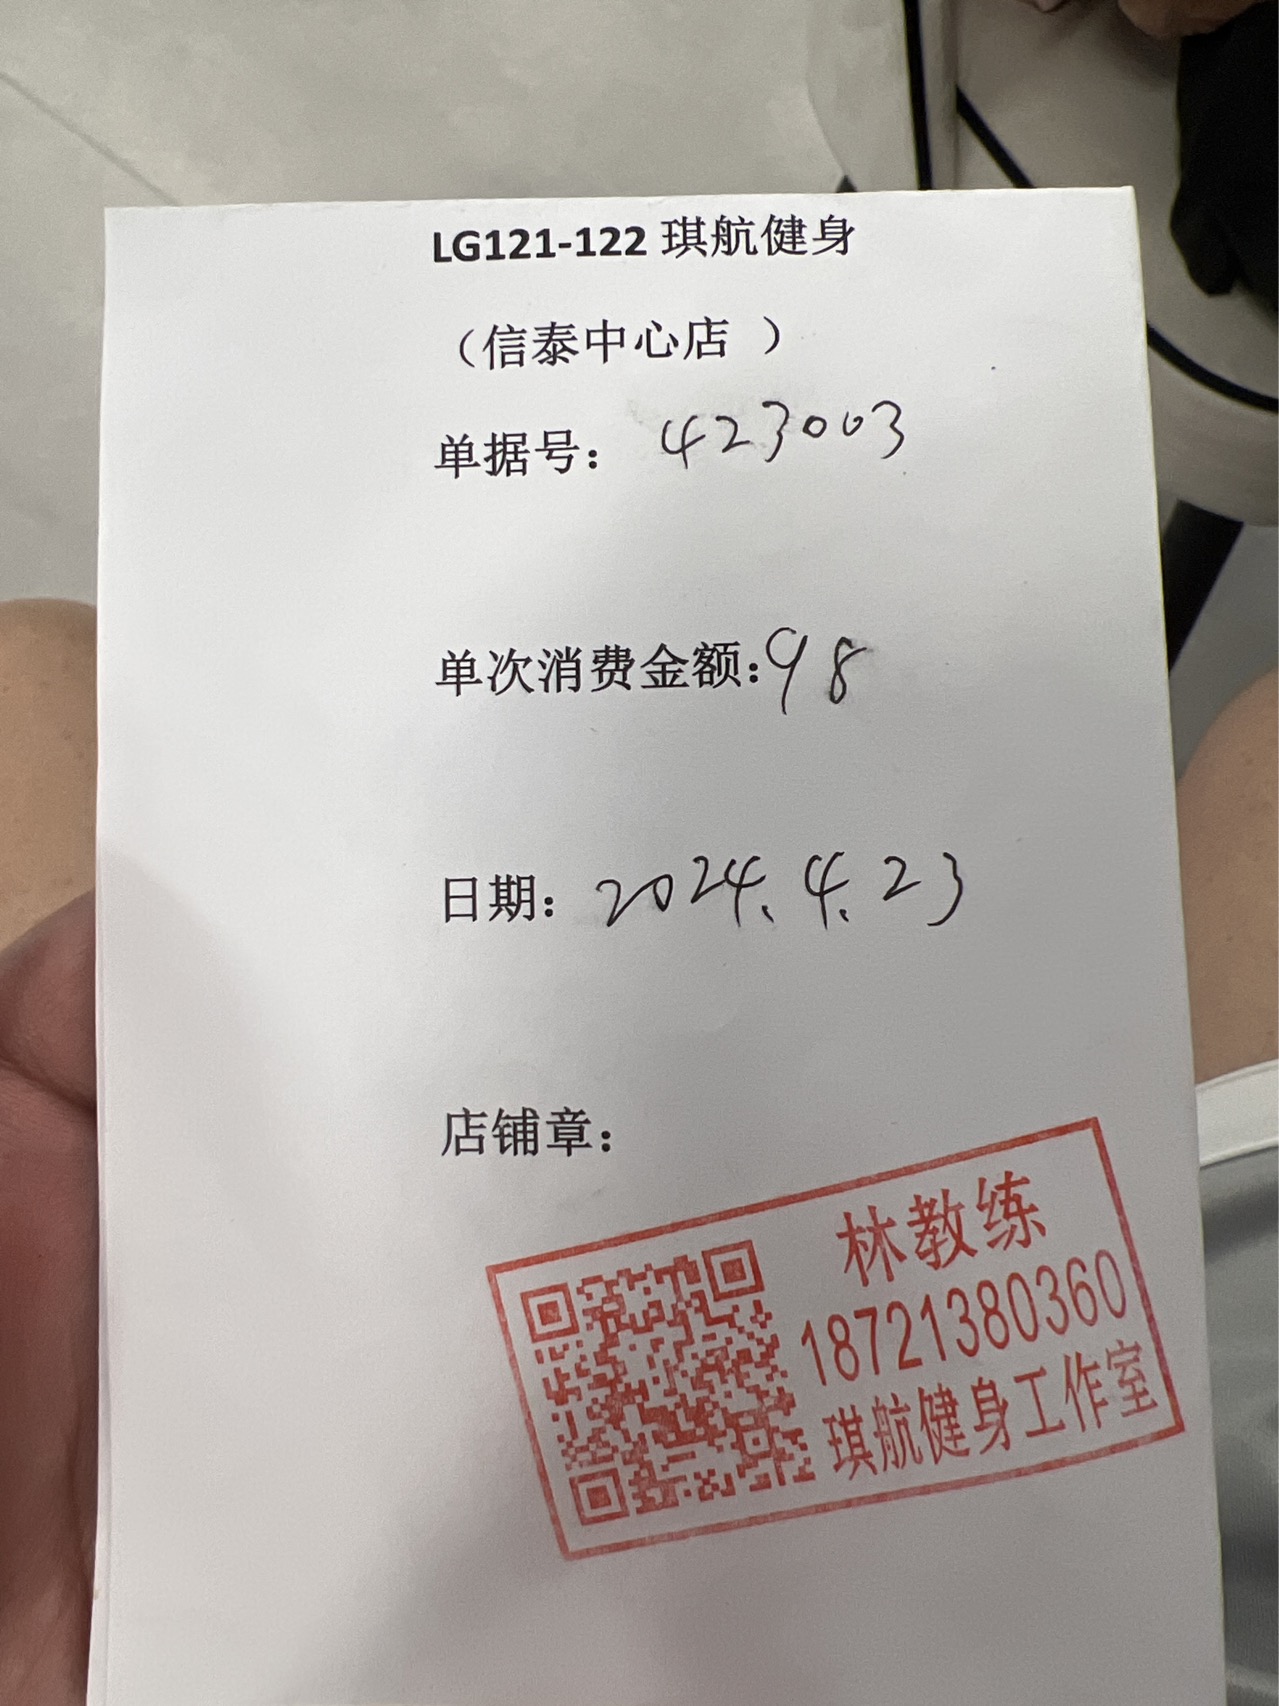 LG121-122 琪航健身
（信泰中心店 ）
单据号： 423003
单次消费金额：98
日期：2024.4.23
店铺章：
林教练
18721380360
琪航健身工作室